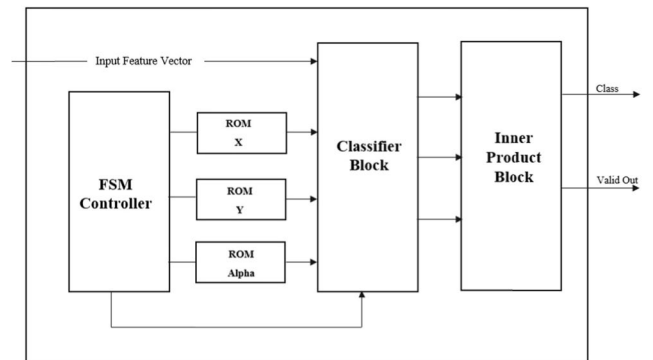 Input Feature Vector
FSM
Controller
ROM
X
ROM
Y
ROM
Alpha
Classifier
Block
Inner
Product
Block
Class
Valid Out